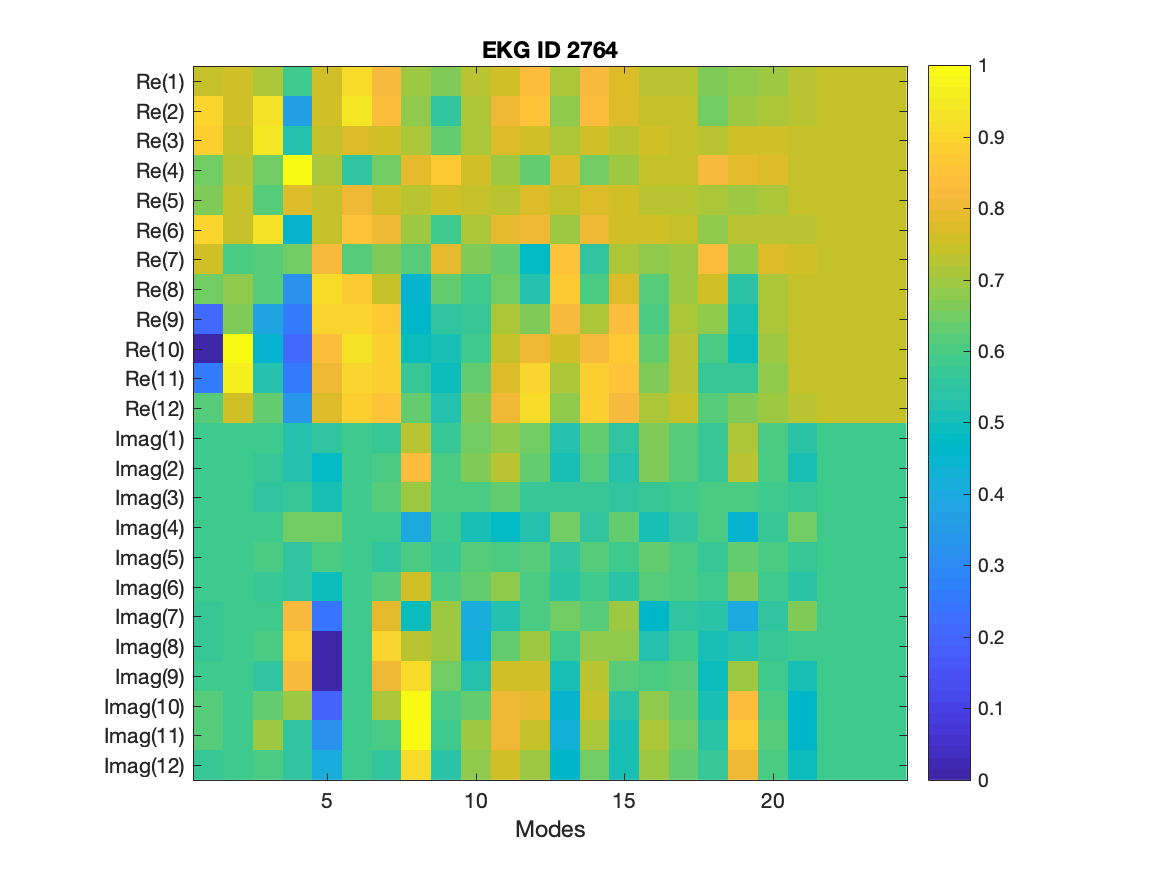 EKG ID 2764
Re(1)
Re(2)
Re(3)
Re(4)
Re(5)
Re(6)
Re(7)
Re(8)
Re(9)
Re(10)
Re(11)
Re(12)
Imag(1)
Imag(2)
Imag(3)
Imag(4)
Imag(5)
Imag(6)
Imag(7)
Imag(8)
Imag(9)
Imag(10)
Imag(11)
Imag(12)
5 10 15 20
Modes
1
0.9
0.8
0.7
0.6
0.5
0.4
0.3
0.2
0.1
0